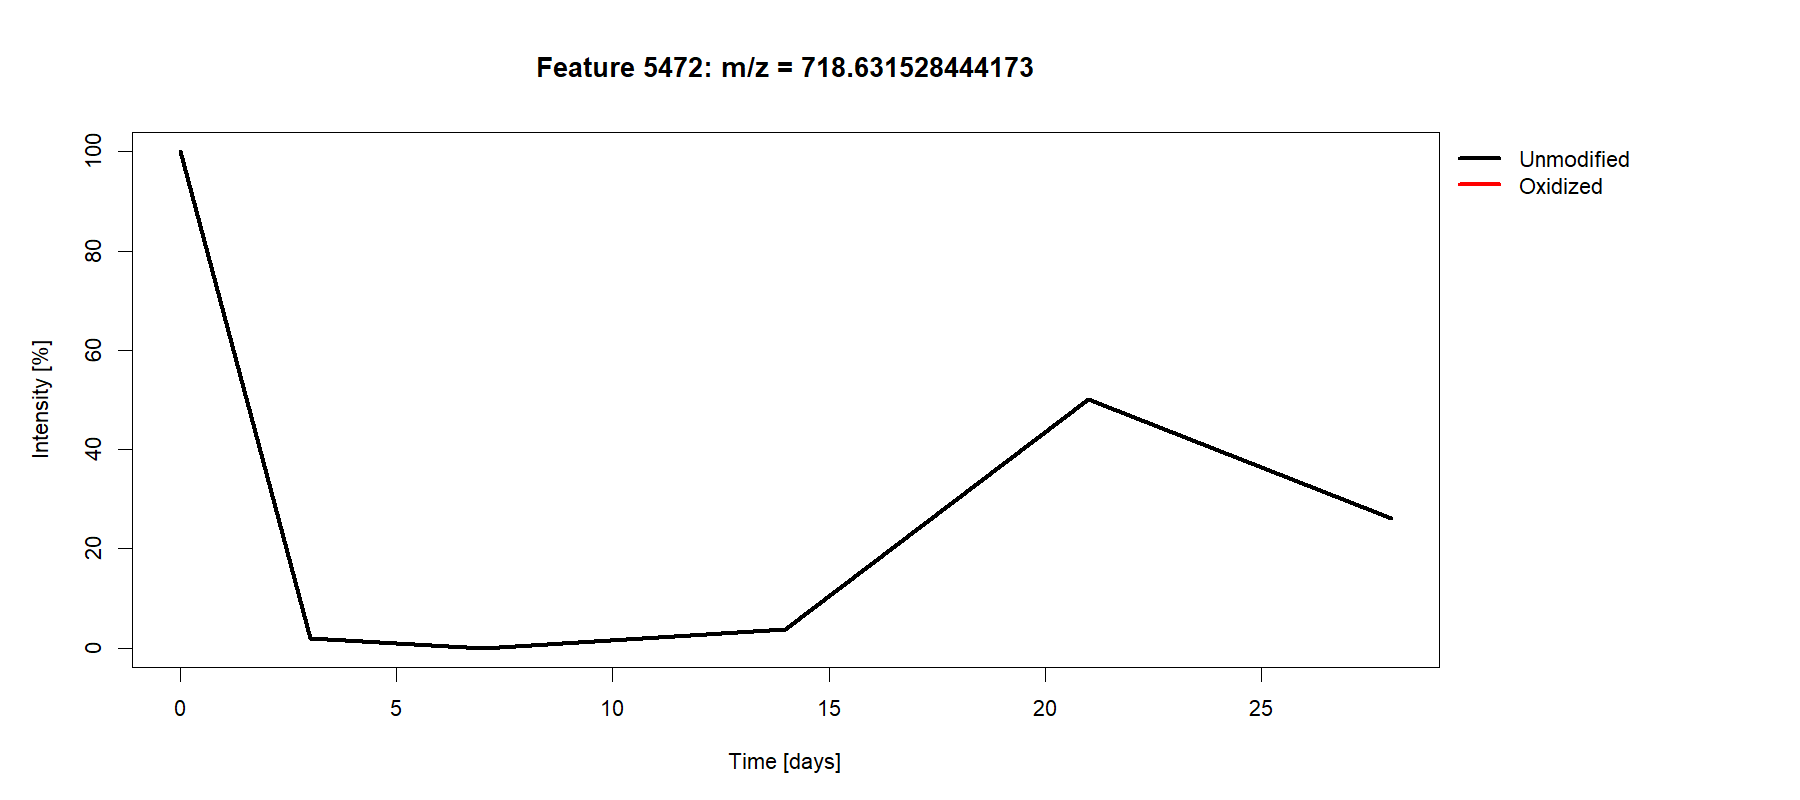 Feature 5472: m/z = 718.631528444173
Unmodified
Oxidized
Intensity [%]
100
80
60
40
20
0
0 5 10 15 20 25
Time [days]